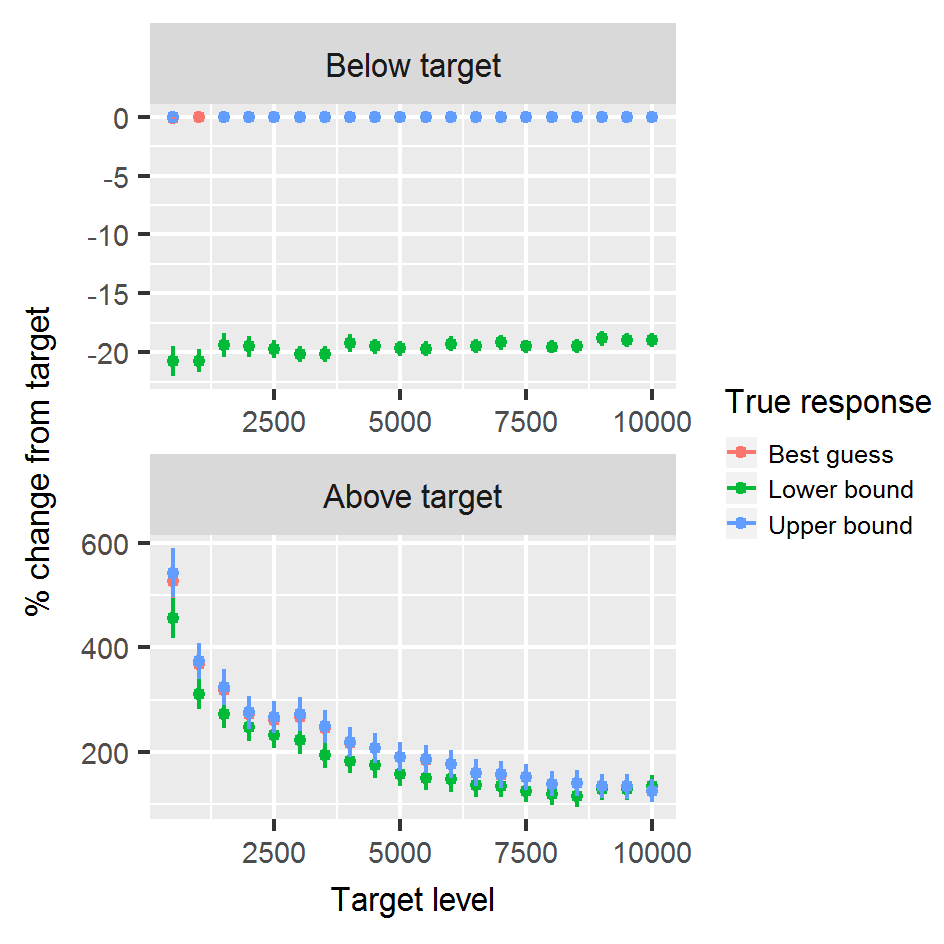 Below target
0
-5
-10
-15
-20
2500 5000 7500 10000
Above target
600
400
200
2500 5000 7500 10000
Target level
% change from target
True response
Best guess
Lower bound
Upper bound